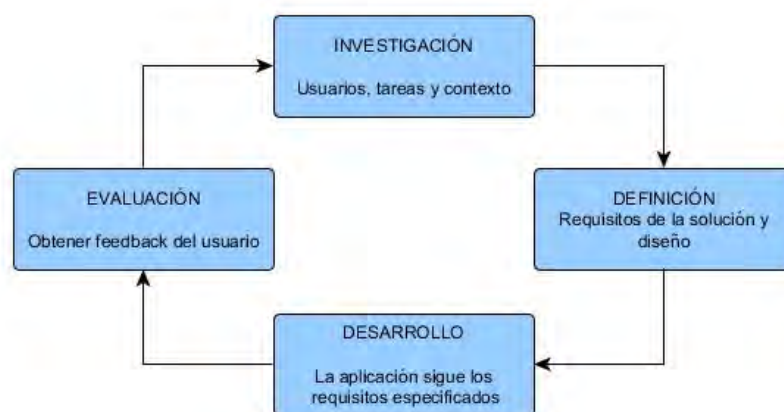 INVESTIGACIÓN
Usuarios, tareas y contexto
DEFINICIÓN
Requisitos de la solución y
diseño
DESARROLLO
La aplicación sigue los
requisitos especificados
EVALUACIÓN
Obtener feedback del usuario